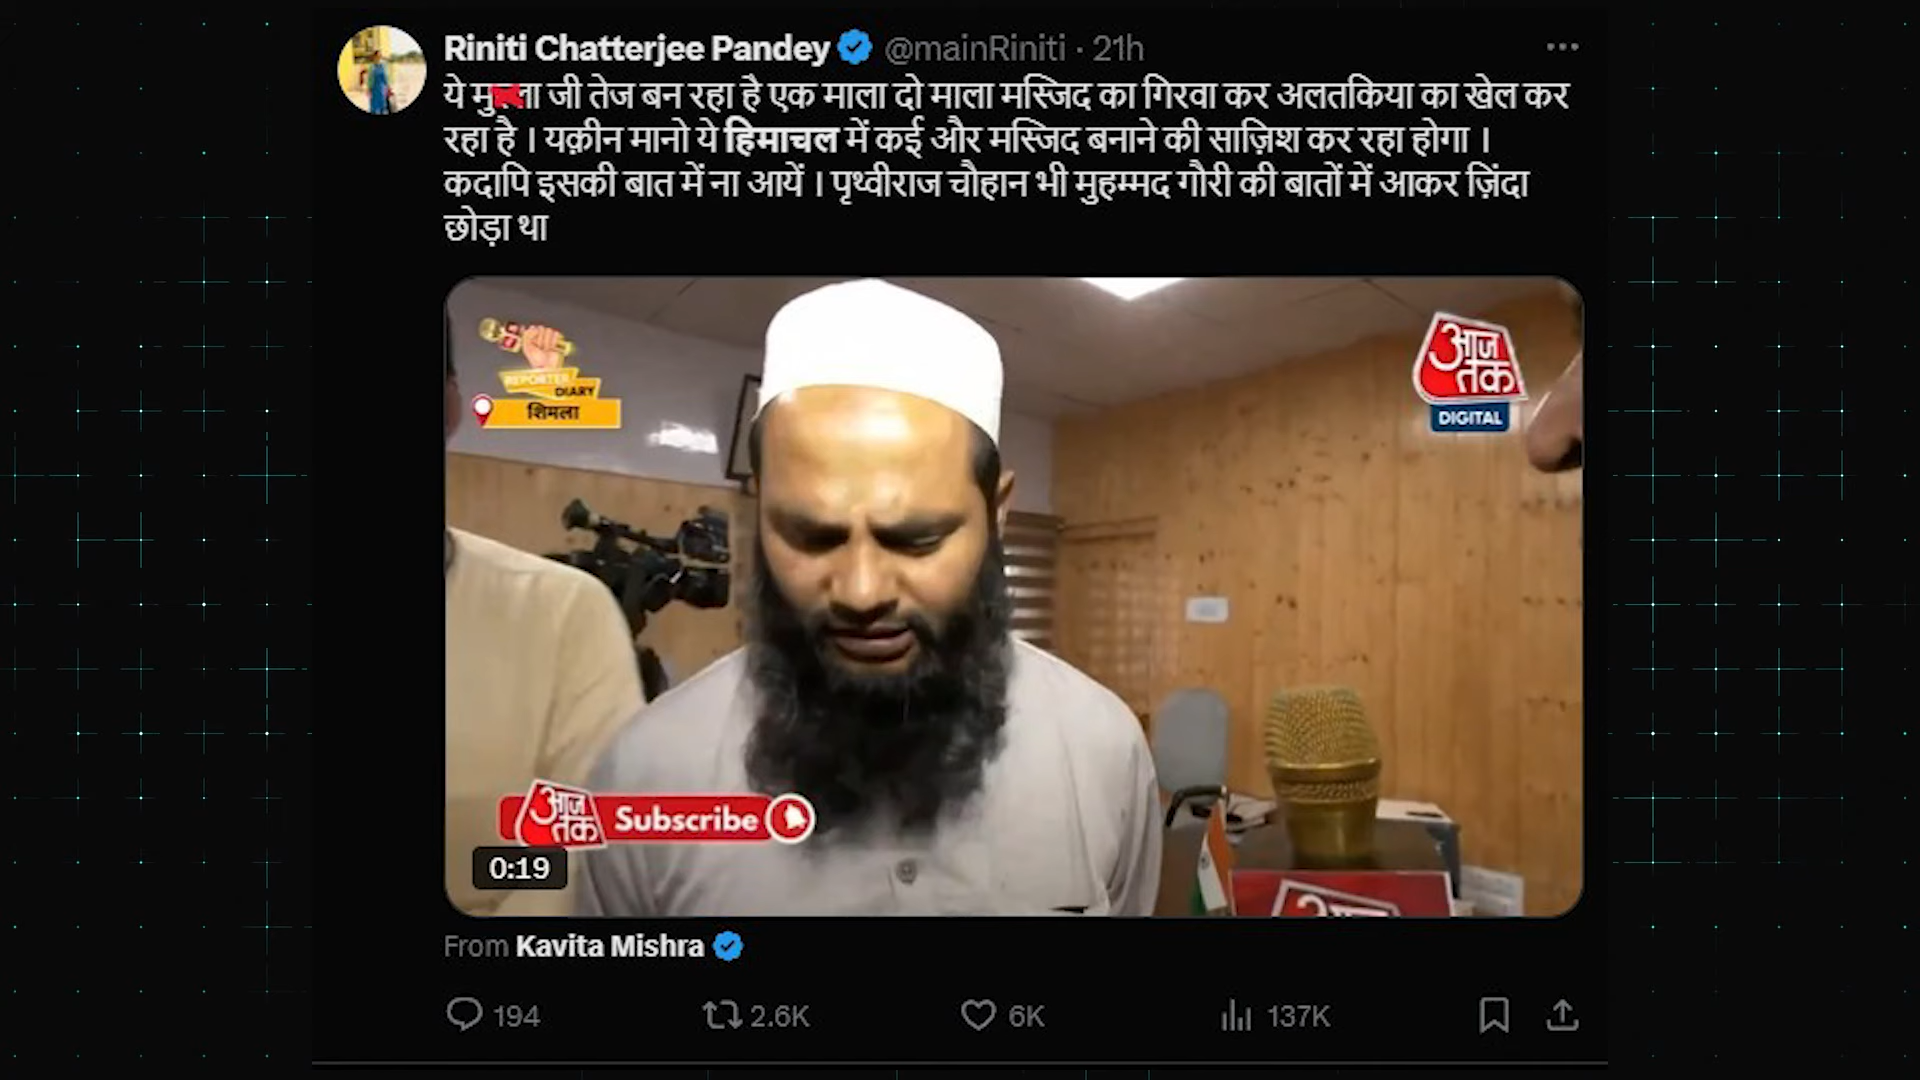 Riniti Chatterjee Pandey @mainRiniti · 21h
ये जी तेज बन रहा है एक माला दो माला मस्जिद का गिरवा कर अलतकिया का खेल कर
रहा है । यक़ीन मानो ये हिमाचल में कई और मस्जिद बनाने की साज़िश कर रहा होगा ।
कदापि इसकी बात में ना आयें । पृथ्वीराज चौहान भी मुहम्मद गौरी की बातों में आकर ज़िंदा
छोड़ा था
REPORTER
DIARY
शिमला
आज
तक
DIGITAL
आज
तक
Subscribe
0:19
From Kavita Mishra
194 2.6K 6K 137K